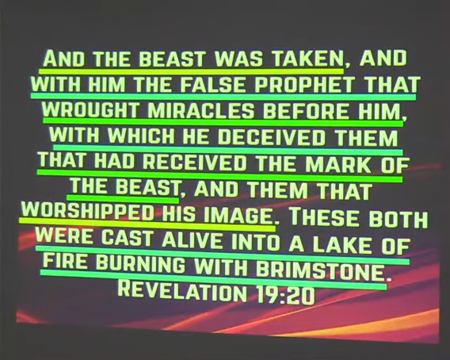 AND THE BEAST WAS TAKEN, AND
WITH HIM THE FALSE PROPHET THAT
WROUGHT MIRACLES BEFORE HIM,
WITH WHICH HE DECEIVED THEM
THAT HAD RECEIVED THE MARK OF
THE BEAST, AND THEM THAT
WORSHIPPED HIS IMAGE. THESE BOTH
WERE CAST ALIVE INTO A LAKE OF
FIRE BURNING WITH BRIMSTONE.
REVELATION 19:20